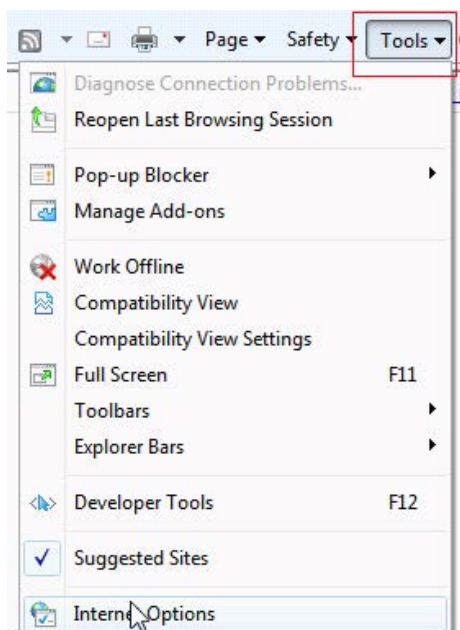 Page Safety Tools
Diagnose Connection Problems...
Reopen Last Browsing Session
Pop-up Blocker
Manage Add-ons
Work Offline
Compatibility View
Compatibility View Settings
Full Screen F11
Toolbars
Explorer Bars
Developer Tools F12
Suggested Sites
Internet Options